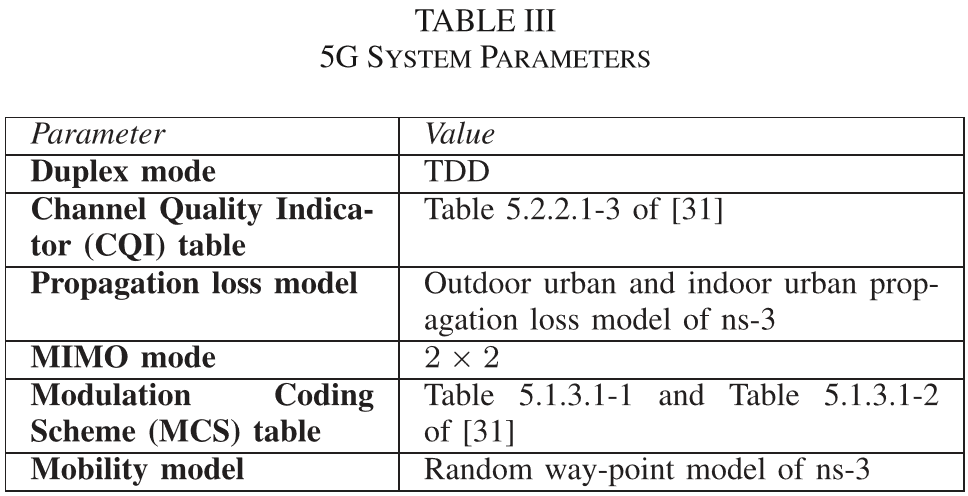 TABLE III
5G SYSTEM PARAMETERS
Parameter Value
Duplex mode TDD
Channel Quality Indica- Table 5.2.2.1-3 of [31]
tor (CQI) table
Propagation loss model Outdoor urban and indoor urban prop-
agation loss model of ns-3
MIMO mode 2 × 2
Modulation Coding Table 5.1.3.1-1 and Table 5.1.3.1-2
Scheme (MCS) table of [31]
Mobility model Random way-point model of ns-3